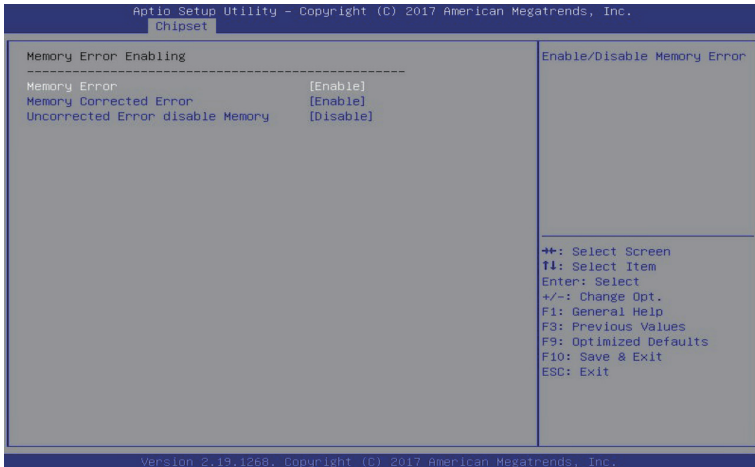 Aptio Setup Utility – Copyright (C) 2017 American Megatrends, Inc.
Chipset
Memory Error Enabling
--------------------------------------------------
Memory Error [Enable]
Memory Corrected Error [Enable]
Uncorrected Error disable Memory [Disable]
Enable/Disable Memory Error
→←: Select Screen
↑↓: Select Item
Enter: Select
+/-: Change Opt.
F1: General Help
F3: Previous Values
F9: Optimized Defaults
F10: Save & Exit
ESC: Exit
Version 2.19.1268. Copyright (C) 2017 American Megatrends, Inc.